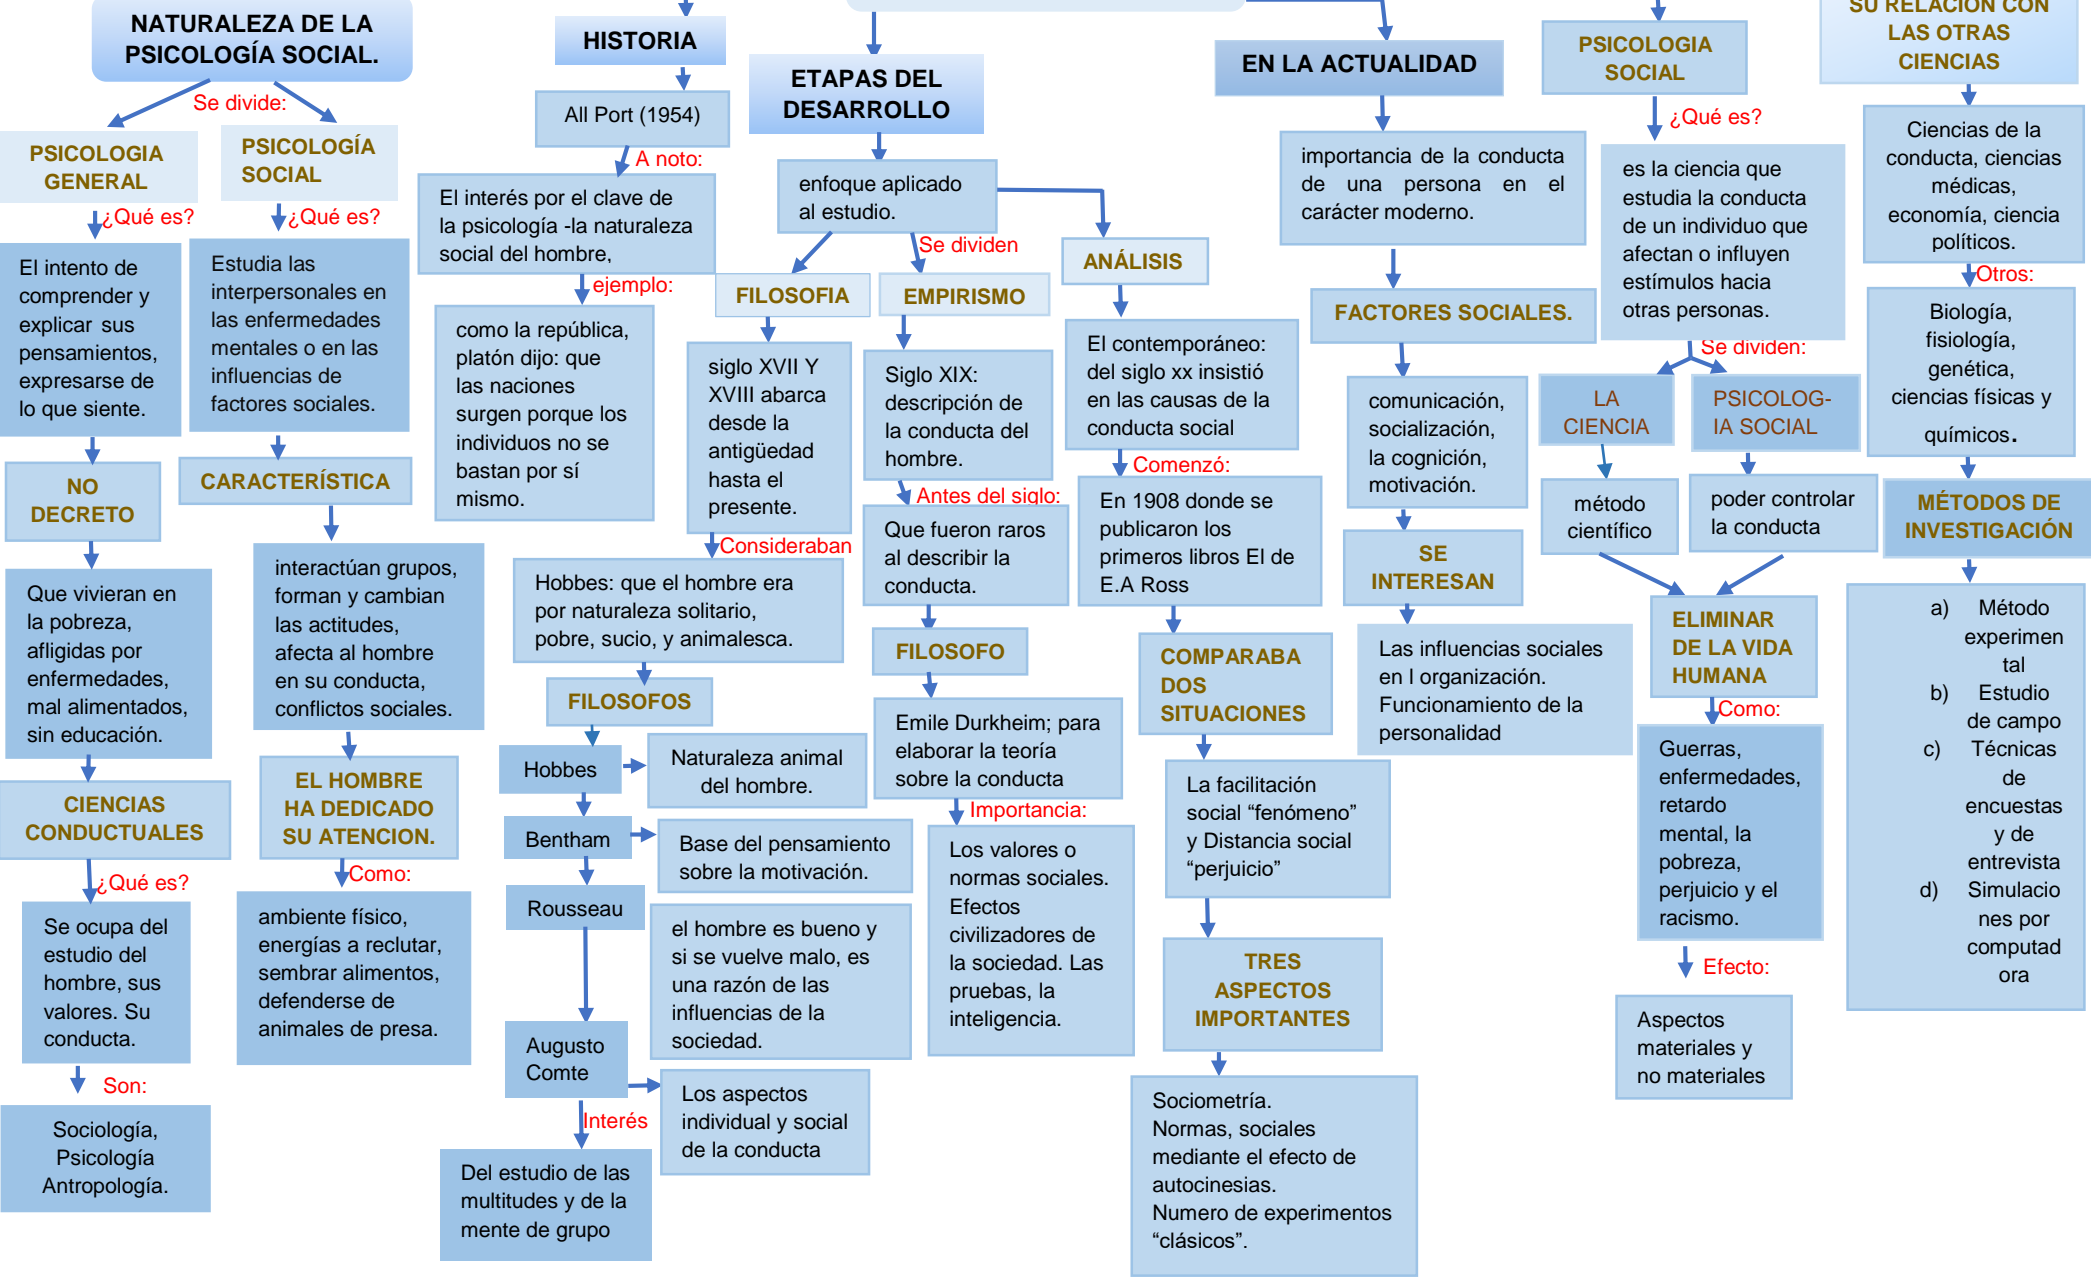 NATURALEZA DE LA
PSICOLOGÍA SOCIAL.
Se divide:
PSICOLOGIA
GENERAL
¿Qué es?
El intento de
comprender y
explicar sus
pensamientos,
expresarse de
lo que siente.
NO
DECRETO
Que vivieran en
la pobreza,
afligidas por
enfermedades,
mal alimentados,
sin educación.
CIENCIAS
CONDUCTUALES
¿Qué es?
Se ocupa del
estudio del
hombre, sus
valores. Su
conducta.
Son:
Sociología,
Psicología
Antropología.
PSICOLOGÍA
SOCIAL
¿Qué es?
Estudia las
interpersonales en
las enfermedades
mentales o en las
influencias de
factores sociales.
CARACTERÍSTICA
interactúan grupos,
forman y cambian
las actitudes,
afecta al hombre
en su conducta,
conflictos sociales.
EL HOMBRE
HA DEDICADO
SU ATENCION.
Como:
ambiente físico,
energías a reclutar,
sembrar alimentos,
defenderse de
animales de presa.
HISTORIA
All Port (1954)
A noto:
El interés por el clave de
la psicología -la naturaleza
social del hombre,
ejemplo:
como la república,
platón dijo: que
las naciones
surgen porque los
individuos no se
bastan por sí
mismo.
ETAPAS DEL
DESARROLLO
enfoque aplicado
al estudio.
Se dividen
FILOSOFIA
siglo XVII Y
XVIII abarca
desde la
antigüedad
hasta el
presente.
Consideraban
Hobbes: que el hombre era
por naturaleza solitario,
pobre, sucio, y animalesca.
FILOSOFOS
Hobbes
Naturaleza animal
del hombre.
Bentham
Base del pensamiento
sobre la motivación.
Rousseau
el hombre es bueno y
si se vuelve malo, es
una razón de las
influencias de la
sociedad.
Augusto
Comte
Los aspectos
individual y social
de la conducta
Interés
Del estudio de las
multitudes y de la
mente de grupo
EMPIRISMO
Siglo XIX:
descripción de
la conducta del
hombre.
Antes del siglo:
Que fueron raros
al describir la
conducta.
FILOSOFO
Emile Durkheim; para
elaborar la teoría
sobre la conducta
Importancia:
Los valores o
normas sociales.
Efectos
civilizadores de
la sociedad. Las
pruebas, la
inteligencia.
ANÁLISIS
El contemporáneo:
del siglo xx insistió
en las causas de la
conducta social
Comenzó:
En 1908 donde se
publicaron los
primeros libros El de
E.A Ross
COMPARABA
DOS
SITUACIONES
La facilitación
social “fenómeno”
y Distancia social
“perjuicio”
TRES
ASPECTOS
IMPORTANTES
Sociometría.
Normas, sociales
mediante el efecto de
autocinesias.
Numero de experimentos
“clásicos”.
EN LA ACTUALIDAD
importancia de la conducta
de una persona en el
carácter moderno.
FACTORES SOCIALES.
comunicación,
socialización,
la cognición,
motivación.
SE
INTERESAN
Las influencias sociales
en l organización.
Funcionamiento de la
personalidad
PSICOLOGIA
SOCIAL
¿Qué es?
es la ciencia que
estudia la conducta
de un individuo que
afectan o influyen
estímulos hacia
otras personas.
Se dividen:
LA
CIENCIA
método
científico
PSICOLOG-
IA SOCIAL
poder controlar
la conducta
ELIMINAR
DE LA VIDA
HUMANA
Como:
Guerras,
enfermedades,
retardo
mental, la
pobreza,
perjuicio y el
racismo.
Efecto:
Aspectos
materiales y
no materiales
SU RELACION CON
LAS OTRAS
CIENCIAS
Ciencias de la
conducta, ciencias
médicas,
economía, ciencia
políticos.
Otros:
Biología,
fisiología,
genética,
ciencias físicas y
químicos.
MÉTODOS DE
INVESTIGACIÓN
a) Método
experimen
tal
b) Estudio
de campo
c) Técnicas
de
encuestas
y de
entrevista
d) Simulacio
nes por
computad
ora